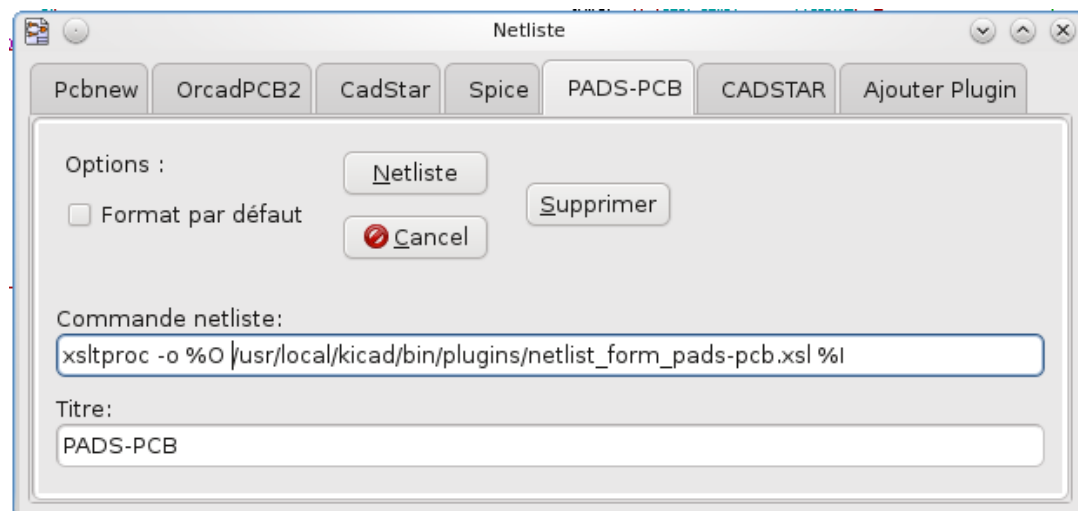 Netliste
Pcbnew OrcadPCB2 CadStar Spice PADS-PCB CADSTAR Ajouter Plugin
Options :
Netliste
Supprimer
Format par défaut
Cancel
Commande netliste:
xsltproc -o %O /usr/local/kicad/bin/plugins/netlist_form_pads-pcb.xsl %I
Titre:
PADS-PCB